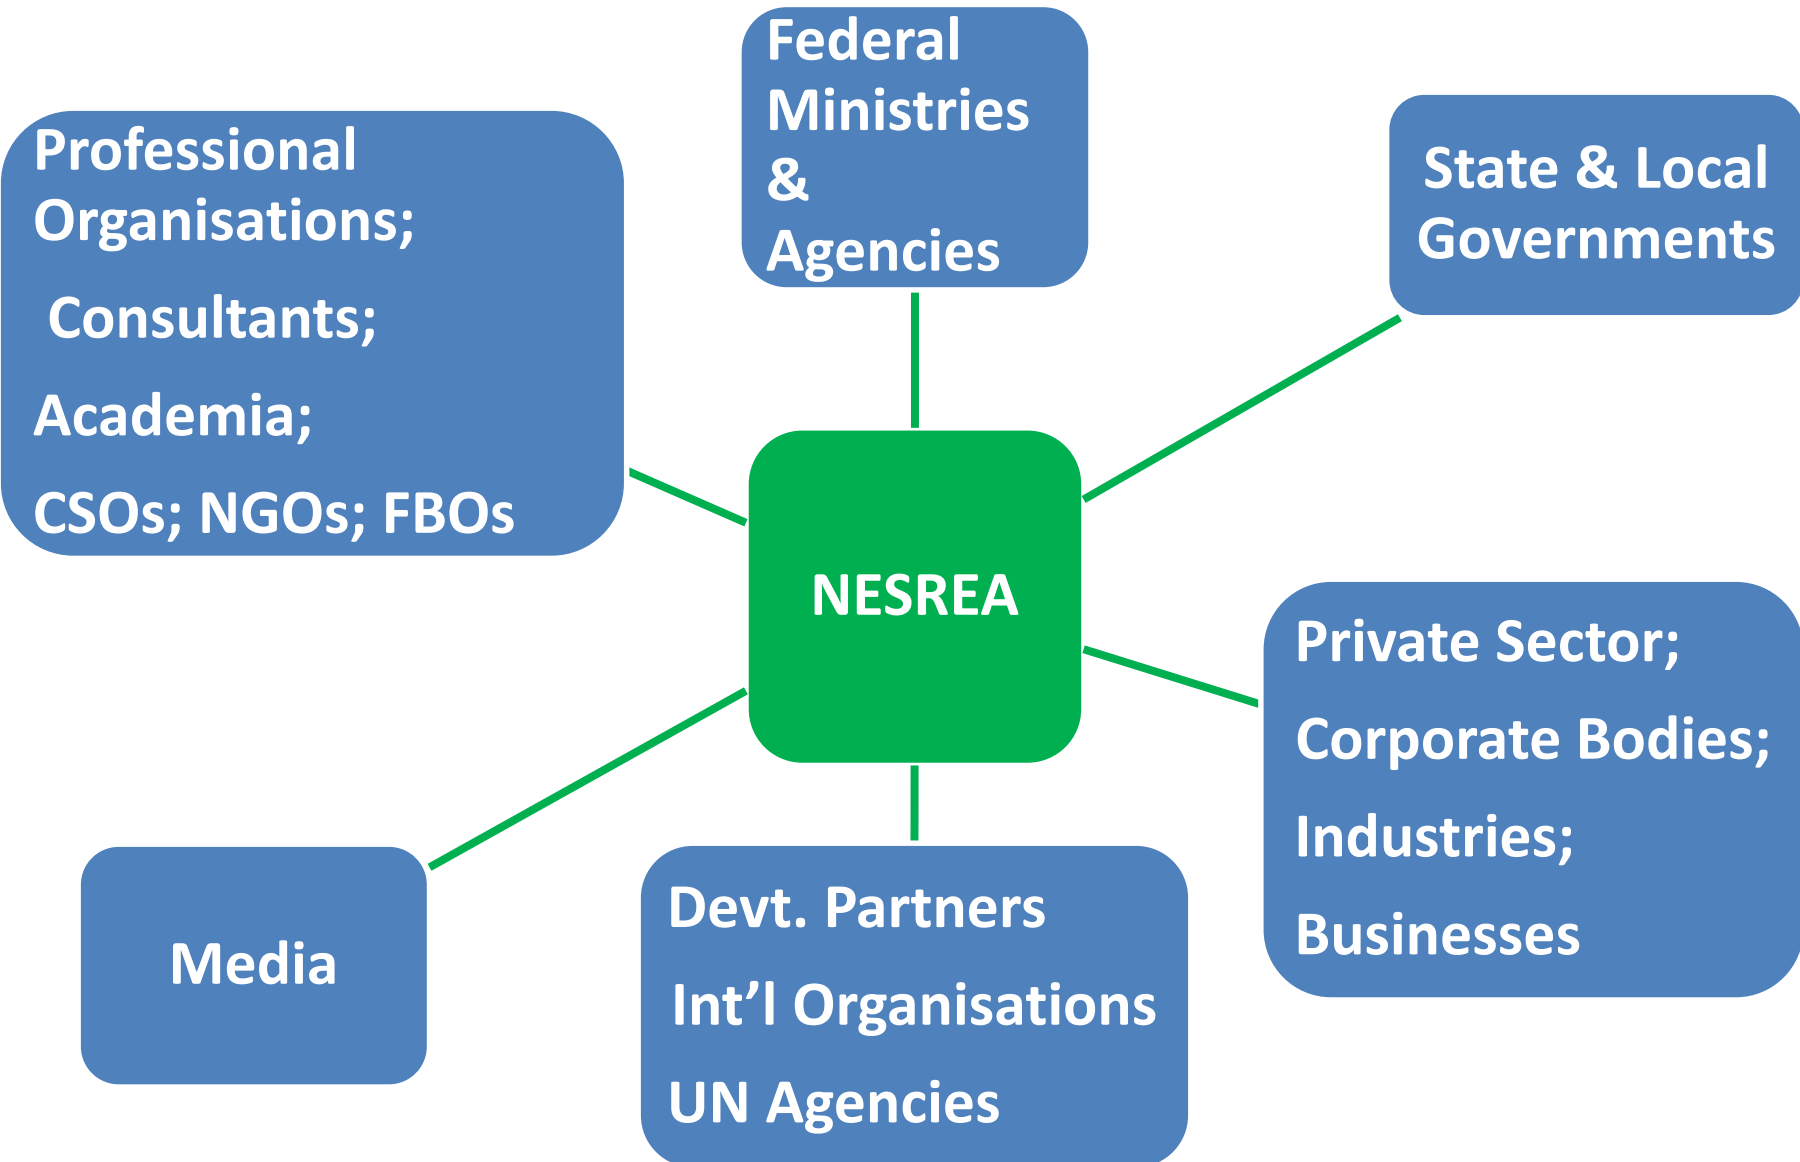 Federal
Ministries
&
Agencies
Professional
Organisations;
Consultants;
Academia;
CSOs; NGOs; FBOs
State & Local
Governments
NESREA
Private Sector;
Corporate Bodies;
Industries;
Businesses
Media
Devt. Partners
Int’l Organisations
UN Agencies